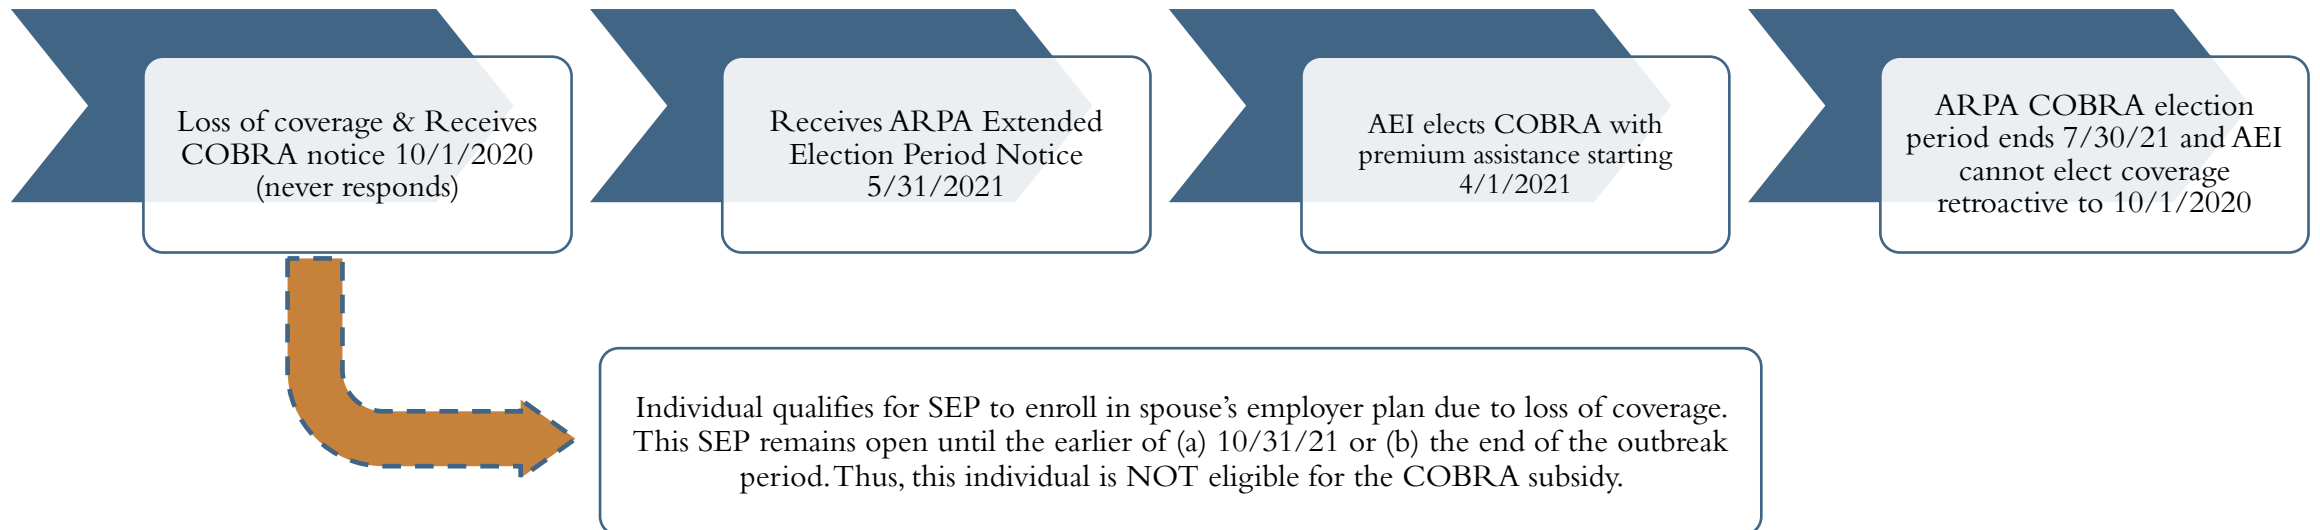 Loss of coverage & Receives
COBRA notice 10/1/2020
(never responds)
Receives ARPA Extended
Election Period Notice
5/31/2021
AEI elects COBRA with
premium assistance starting
4/1/2021
ARPA COBRA election
period ends 7/30/21 and AEI
cannot elect coverage
retroactive to 10/1/2020
Individual qualifies for SEP to enroll in spouse’s employer plan due to loss of coverage.
This SEP remains open until the earlier of (a) 10/31/21 or (b) the end of the outbreak
period. Thus, this individual is NOT eligible for the COBRA subsidy.